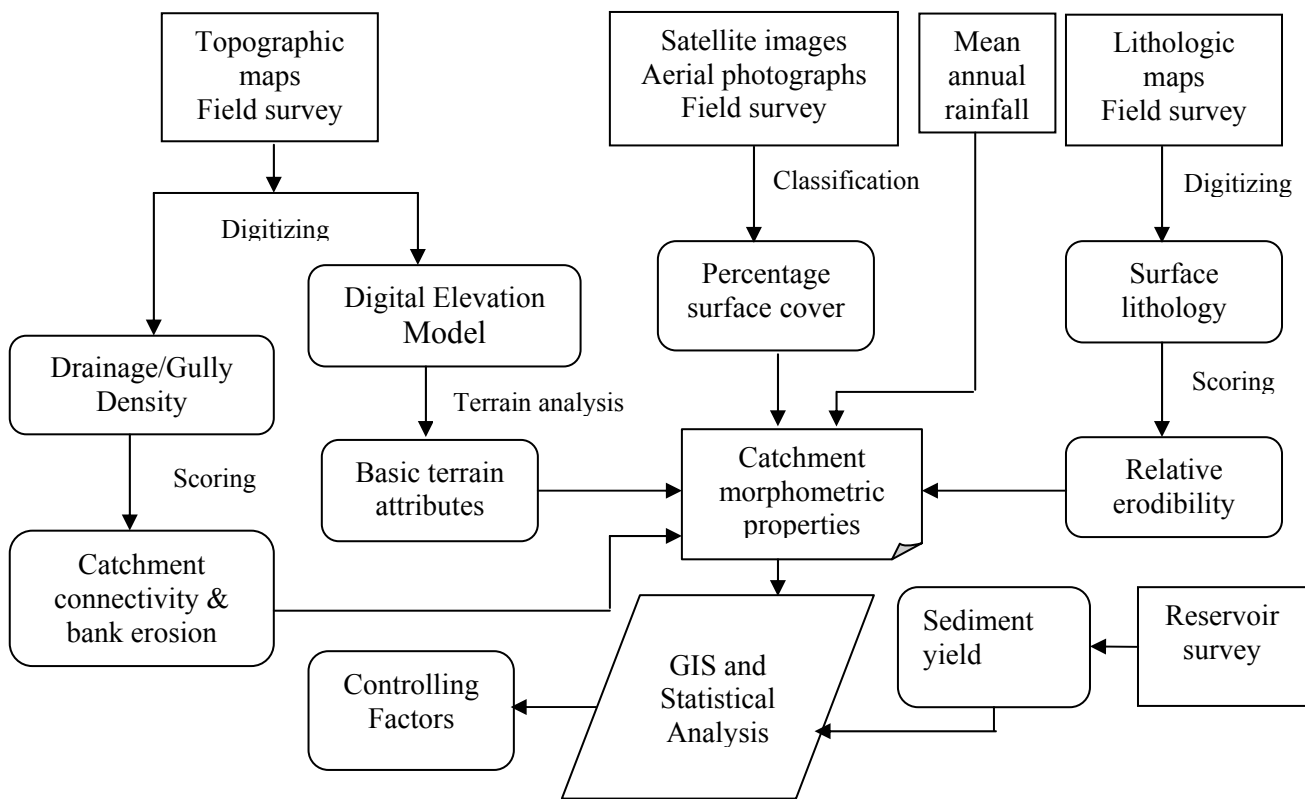 Topographic
maps
Field survey
Satellite images
Aerial photographs
Field survey
Mean
annual
rainfall
Lithologic
maps
Field survey
Classification
Digitizing
Digitizing
Percentage
surface cover
Surface
lithology
Digital Elevation
Model
Drainage/Gully
Density
Terrain analysis
Scoring
Scoring
Basic terrain
attributes
Catchment
morphometric
properties
Relative
erodibility
Catchment
connectivity &
bank erosion
Sediment
yield
Reservoir
survey
GIS and
Statistical
Analysis
Controlling
Factors